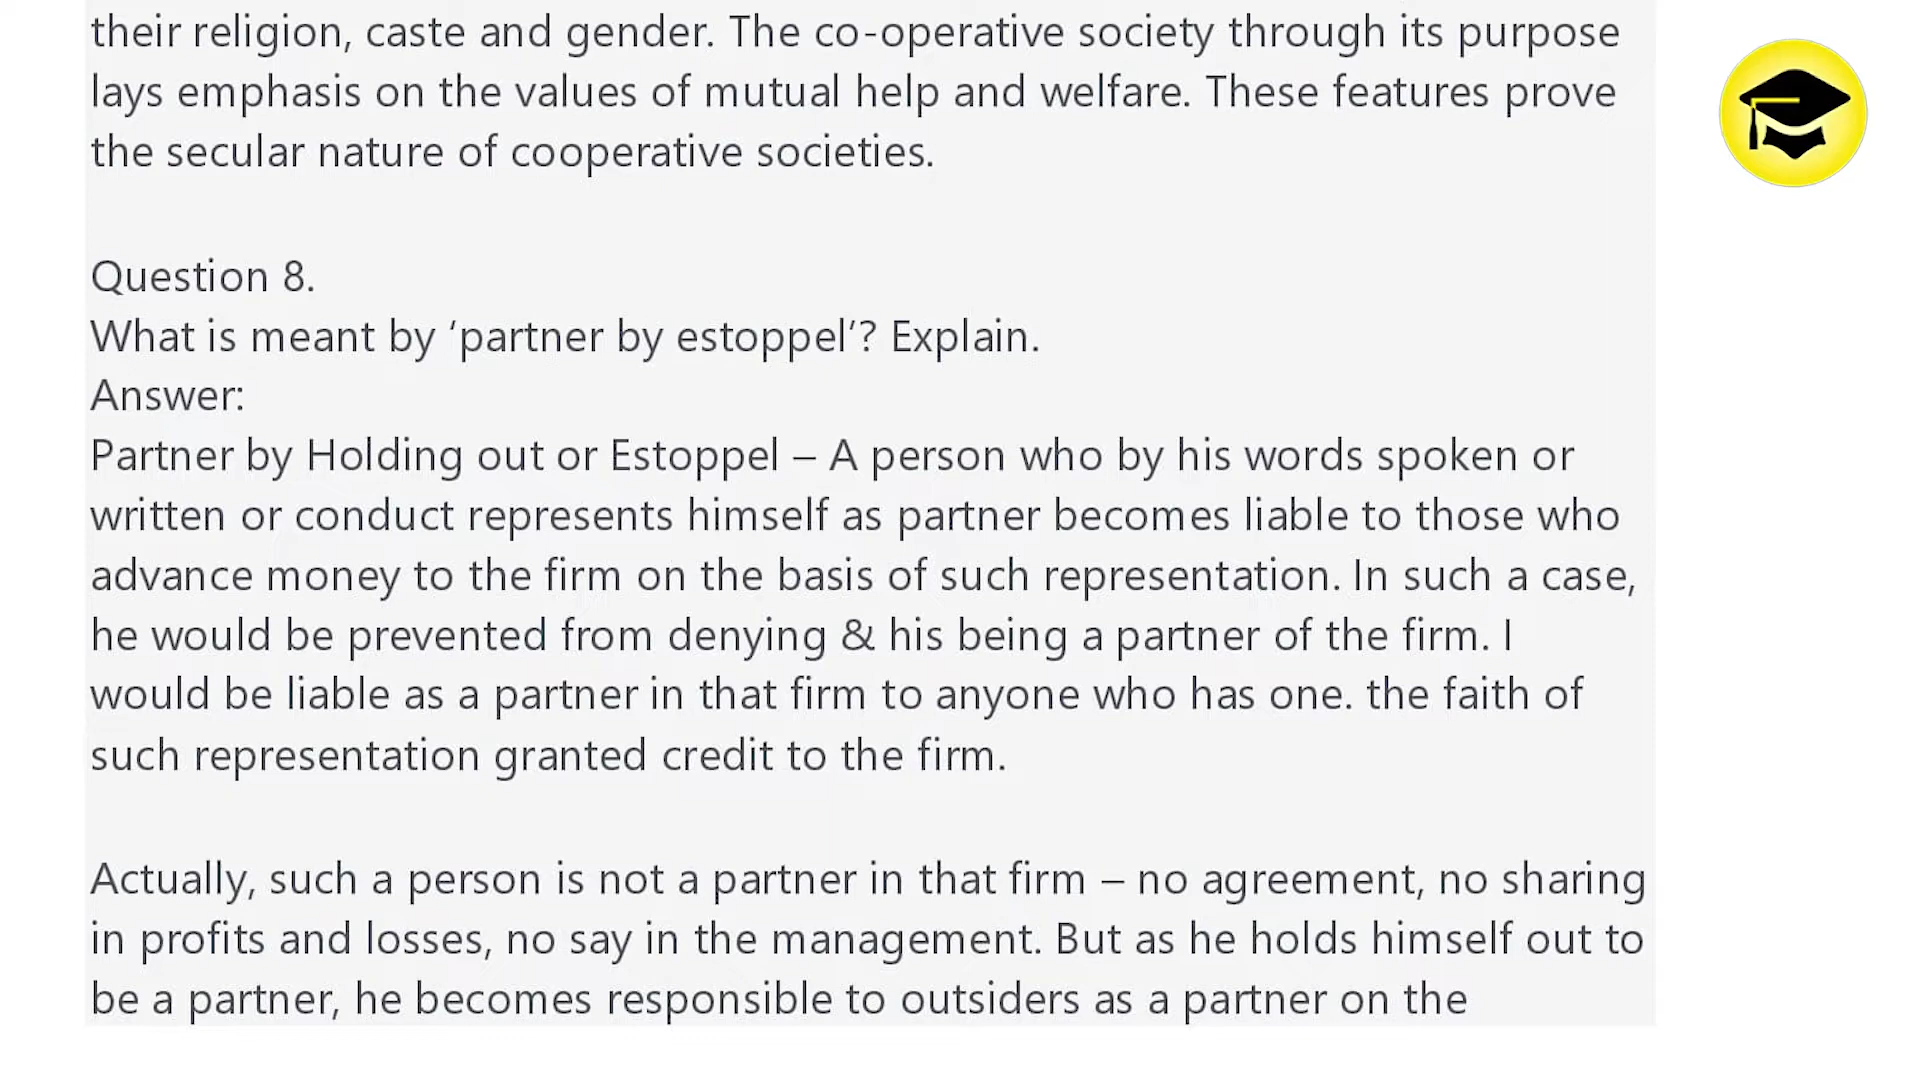 their religion, caste and gender. The co-operative society through its purpose
lays emphasis on the values of mutual help and welfare. These features prove
the secular nature of cooperative societies.
Question 8.
What is meant by ‘partner by estoppel’? Explain.
Answer:
Partner by Holding out or Estoppel – A person who by his words spoken or
written or conduct represents himself as partner becomes liable to those who
advance money to the firm on the basis of such representation. In such a case,
he would be prevented from denying & his being a partner of the firm. I
would be liable as a partner in that firm to anyone who has one. the faith of
such representation granted credit to the firm.
Actually, such a person is not a partner in that firm – no agreement, no sharing
in profits and losses, no say in the management. But as he holds himself out to
be a partner, he becomes responsible to outsiders as a partner on the